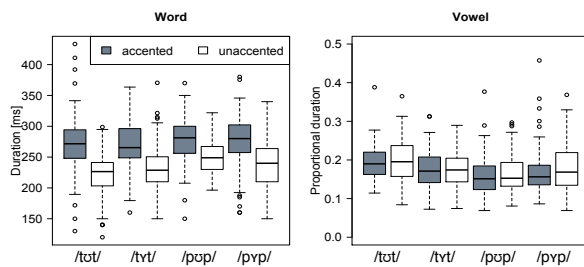 Word
Duration [ms]
400
350
300
250
200
150
accented
unaccented
/tʊt/ /tʏt/ /pʊp/ /pʏp/
Vowel
Proportional duration
0.5
0.4
0.3
0.2
0.1
0.0
/tʊt/ /tʏt/ /pʊp/ /pʏp/